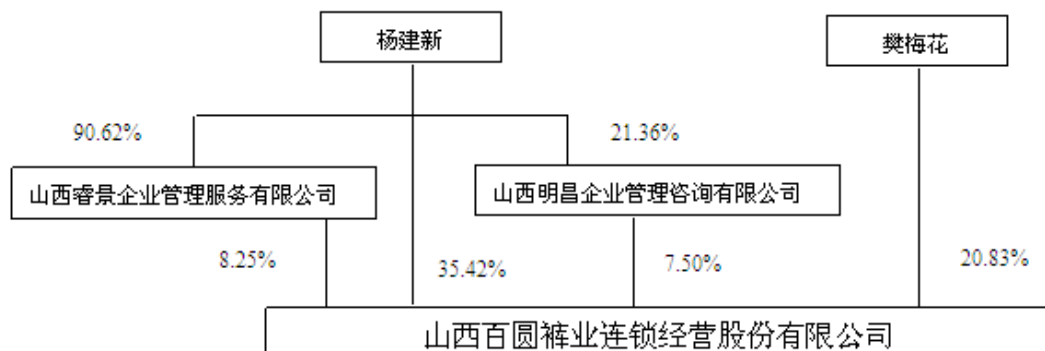 杨建新
樊梅花
90.62%
21.36%
山西睿景企业管理服务有限公司
山西明昌企业管理咨询有限公司
8.25%
35.42%
7.50%
20.83%
山西百圆裤业连锁经营股份有限公司